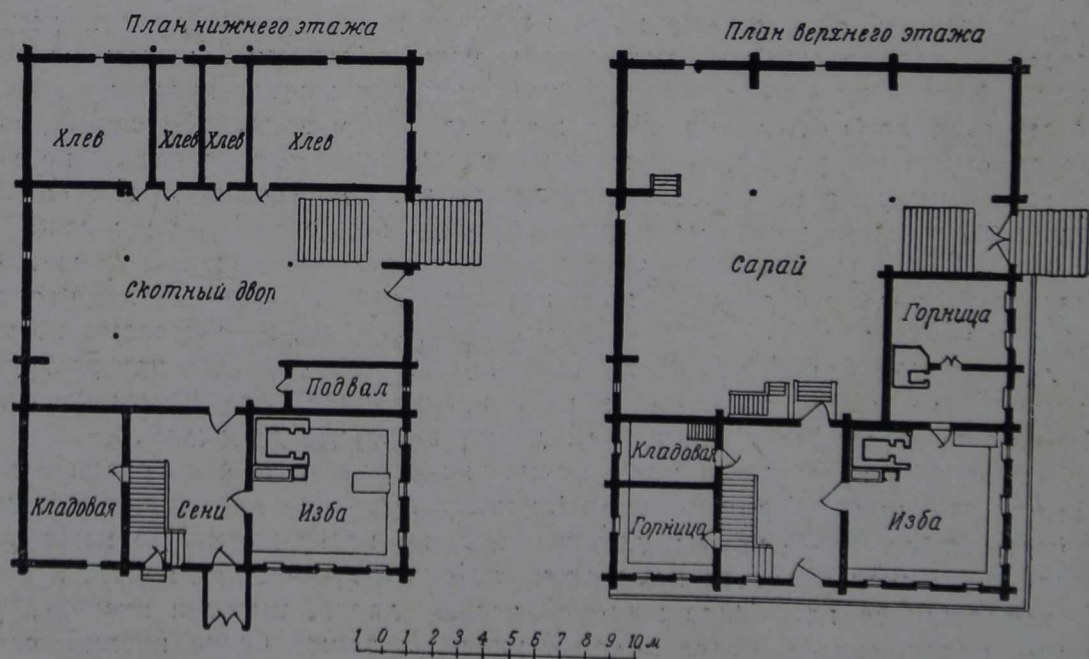 План нижнего этажа
Хлев
Хлев
Хлев
Хлев
Скотный двор
Подвал
Кладовая
Сени
Изба
План верхнего этажа
Сарай
Горница
Кладовая
Горница
Изба
1 0 1 2 3 4 5 6 7 8 9 10 м